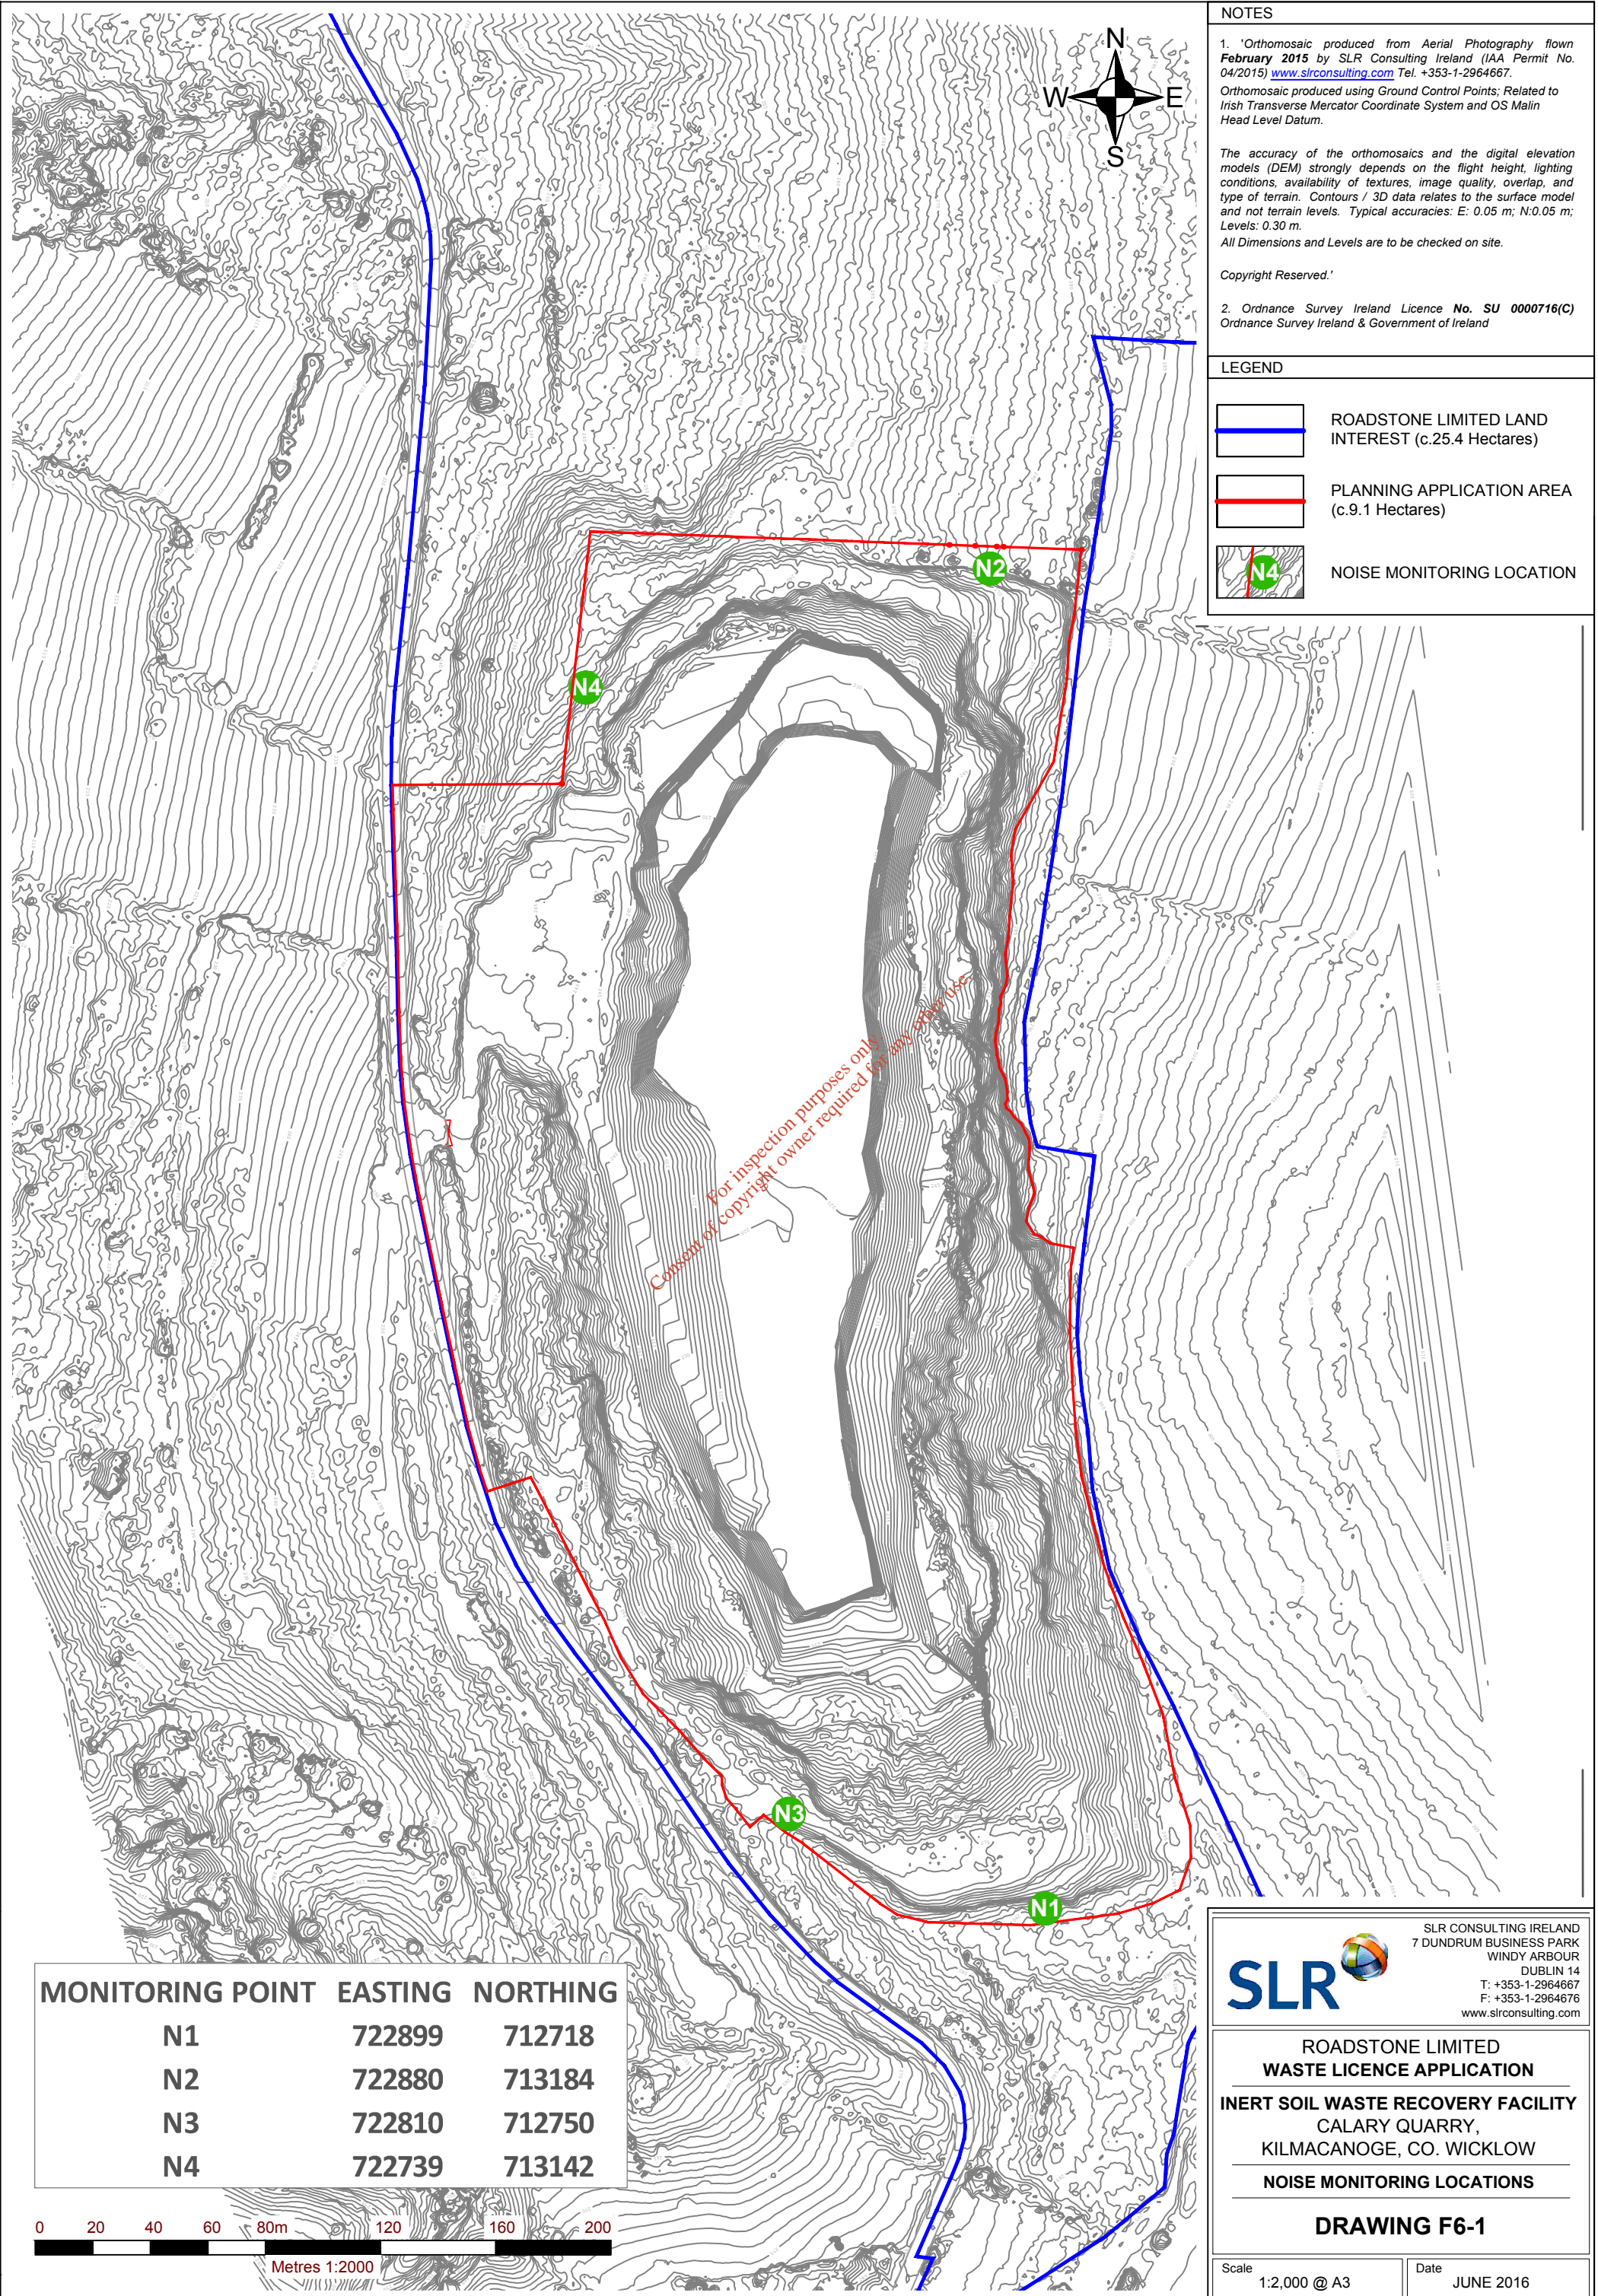 N
W E
S
NOTES
1. 'Orthomosaic produced from Aerial Photography flown
February 2015 by SLR Consulting Ireland (IAA Permit No.
04/2015) www.slrconsulting.com Tel. +353-1-2964667.
Orthomosaic produced using Ground Control Points; Related to
Irish Transverse Mercator Coordinate System and OS Malin
Head Level Datum.
The accuracy of the orthomosaics and the digital elevation
models (DEM) strongly depends on the flight height, lighting
conditions, availability of textures, image quality, overlap, and
type of terrain. Contours / 3D data relates to the surface model
and not terrain levels. Typical accuracies: E: 0.05 m; N:0.05 m;
Levels: 0.30 m.
All Dimensions and Levels are to be checked on site.
Copyright Reserved.'
2. Ordnance Survey Ireland Licence No. SU 0000716(C)
Ordnance Survey Ireland & Government of Ireland
LEGEND
ROADSTONE LIMITED LAND
INTEREST (c.25.4 Hectares)
PLANNING APPLICATION AREA
(c.9.1 Hectares)
N4
NOISE MONITORING LOCATION
N2
N4
For inspection purposes only.
Consent of copyright owner required for any other use.
N3
N1
MONITORING POINT EASTING NORTHING
N1 722899 712718
N2 722880 713184
N3 722810 712750
N4 722739 713142
0 20 40 60 80m 120 160 200
Metres 1:2000
SLR
SLR CONSULTING IRELAND
7 DUNDRUM BUSINESS PARK
WINDY ARBOUR
DUBLIN 14
T: +353-1-2964667
F: +353-1-2964676
www.slrconsulting.com
ROADSTONE LIMITED
WASTE LICENCE APPLICATION
INERT SOIL WASTE RECOVERY FACILITY
CALARY QUARRY,
KILMACANOGE, CO. WICKLOW
NOISE MONITORING LOCATIONS
DRAWING F6-1
Scale
1:2,000 @ A3
Date
JUNE 2016